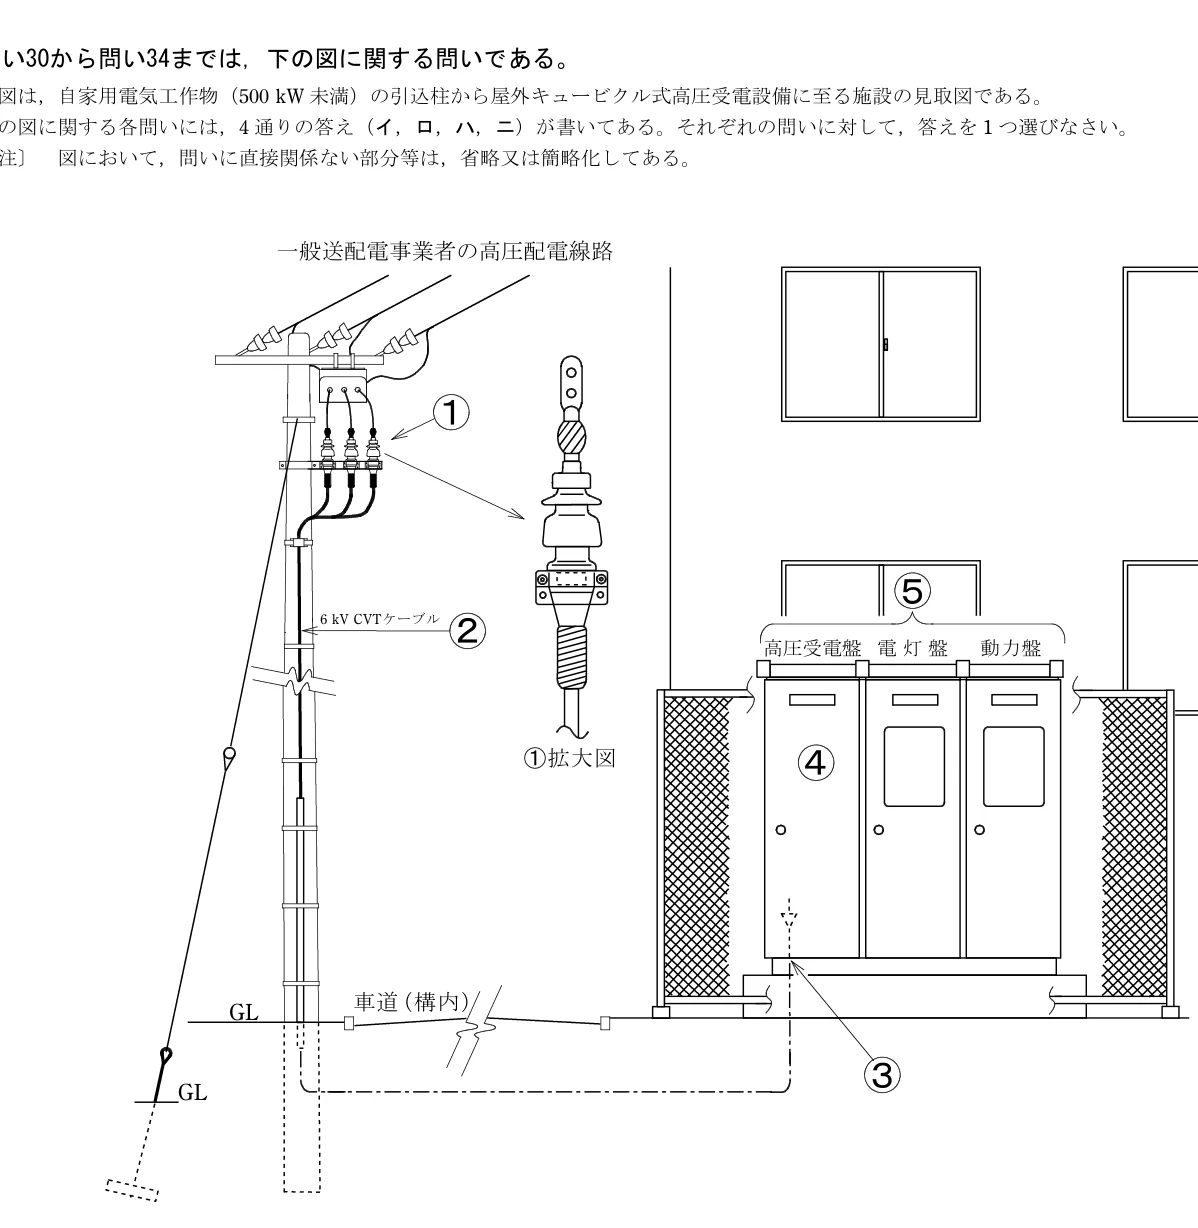 い30から問い34までは，下の図に関する問いである。
図は，自家用電気工作物（500 kW 未満）の引込柱から屋外キュービクル式高圧受電設備に至る施設の見取図である。
の図に関する各問いには，4 通りの答え（イ，ロ，ハ，ニ）が書いてある。それぞれの問いに対して，答えを 1 つ選びなさい。
注〕　図において，問いに直接関係ない部分等は，省略又は簡略化してある。
一般送配電事業者の高圧配電線路
①
⑤
6 kV CVTケーブル
②
高圧受電盤
電灯盤
動力盤
①拡大図
④
車道（構内）
GL
③
GL